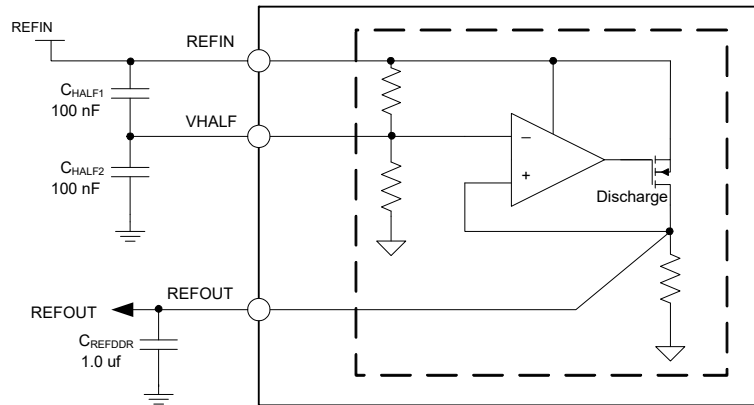 REFIN
REFIN
CHALF1
100 nF
VHALF
CHALF2
100 nF
−
+
Discharge
REFOUT
REFOUT
CREFDDR
1.0 uf